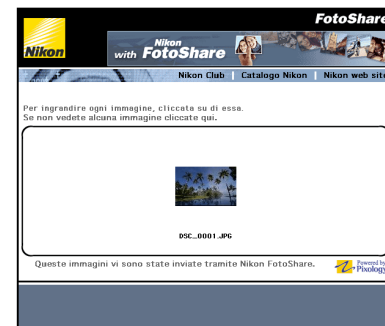 FotoShare
Nikon
Nikon
with FotoShare
Nikon Club | Catalogo Nikon | Nikon web site
Per ingrandire ogni immagine, cliccata su di essa.
Se non vedete alcuna immagine cliccate qui.
DSC_0001.JPG
Queste immagini vi sono state inviate tramite Nikon FotoShare.
Powered by
Pixology